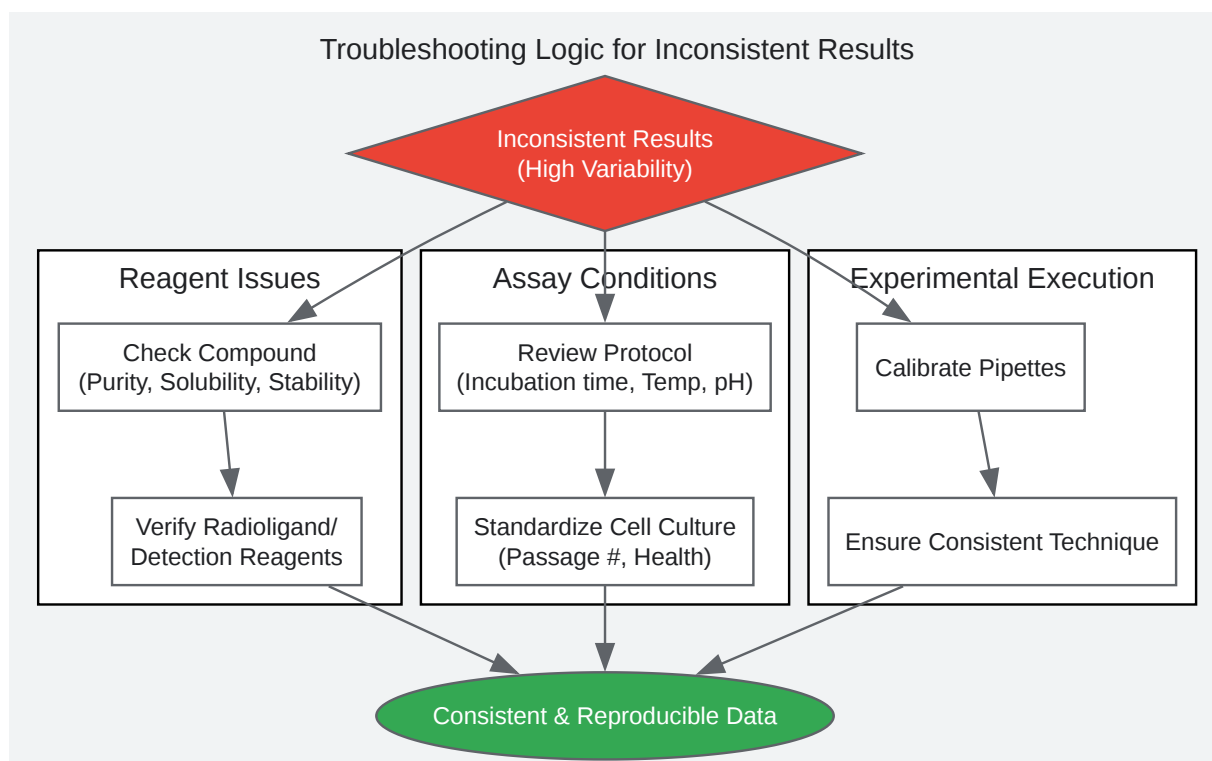 Troubleshooting Logic for Inconsistent Results
Inconsistent Results
(High Variability)
Reagent Issues
Check Compound
(Purity, Solubility, Stability)
Verify Radioligand/
Detection Reagents
Assay Conditions
Review Protocol
(Incubation time, Temp, pH)
Standardize Cell Culture
(Passage #, Health)
Experimental Execution
Calibrate Pipettes
Ensure Consistent Technique
Consistent & Reproducible Data